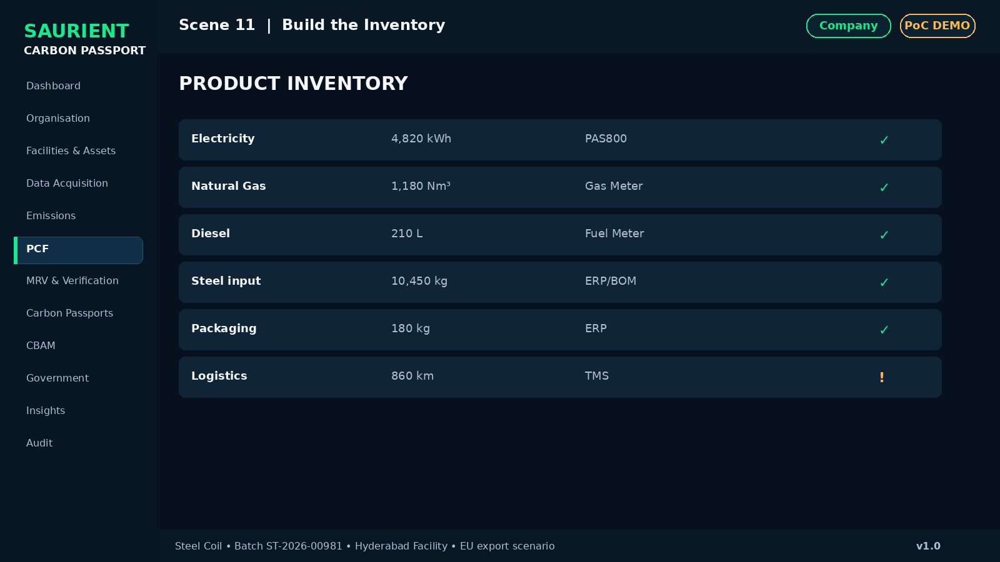 SAURIENT
CARBON PASSPORT
Dashboard
Organisation
Facilities & Assets
Data Acquisition
Emissions
PCF
MRV & Verification
Carbon Passports
CBAM
Government
Insights
Audit
Scene 11 | Build the Inventory
Company
PoC DEMO
PRODUCT INVENTORY
Electricity 4,820 kWh PAS800 ✓
Natural Gas 1,180 Nm³ Gas Meter ✓
Diesel 210 L Fuel Meter ✓
Steel input 10,450 kg ERP/BOM ✓
Packaging 180 kg ERP ✓
Logistics 860 km TMS !
Steel Coil • Batch ST-2026-00981 • Hyderabad Facility • EU export scenario
v1.0